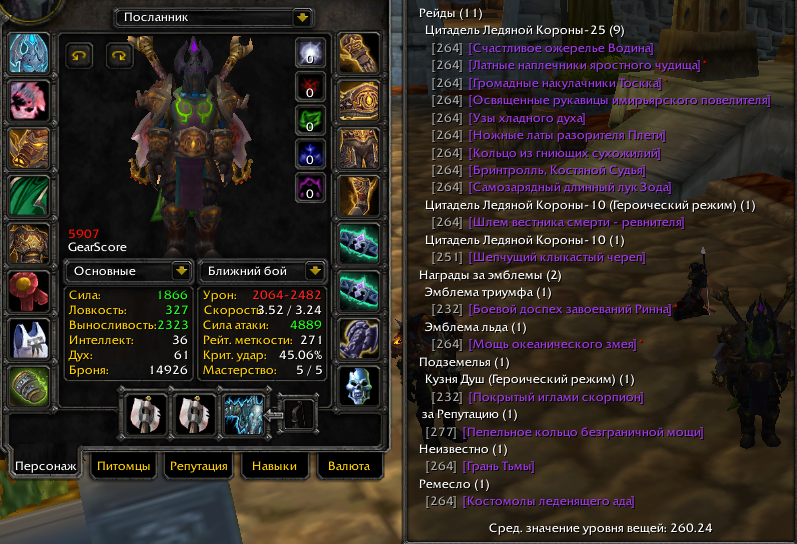 Посланник
0
0
0
0
0
5907
GearScore
Основные
Ближний бой
Сила: 1866
Ловкость: 327
Выносливость: 2323
Интеллект: 36
Дух: 61
Броня: 14926
Урон: 2064-2482
Скорость: 3.52 / 3.24
Сила атаки: 4889
Рейт. меткости: 271
Крит. удар: 45.06%
Мастерство: 5 / 5
Персонаж
Питомцы
Репутация
Навыки
Валюта
Рейды (11)
Цитадель Ледяной Короны-25 (9)
[264] [Счастливое ожерелье Водина]
[264] [Латные наплечники яростного чудища]
[264] [Громадные накулачники Тоскка]
[264] [Освященные рукавицы имирьярского повелителя]
[264] [Узы хладного духа]
[264] [Ножные латы разорителя Плети]
[264] [Кольцо из гниющих сухожилий]
[264] [Бринтролль, Костяной Судья]
[264] [Самозарядный длинный лук Зода]
Цитадель Ледяной Короны-10 (Героический режим) (1)
[264] [Шлем вестника смерти - ревнителя]
Цитадель Ледяной Короны-10 (1)
[251] [Шепчущий клыкастый череп]
Награды за эмблемы (2)
Эмблема триумфа (1)
[232] [Боевой доспех завоеваний Ринна]
Эмблема льда (1)
[264] [Мощь океанического змея]
Подземелья (1)
Кузня Душ (Героический режим) (1)
[232] [Покрытый иглами скорпион]
за Репутацию (1)
[277] [Пепельное кольцо безграничной мощи]
Неизвестно (1)
[264] [Грань Тьмы]
Ремесло (1)
[264] [Костомолы леденящего ада]
Сред. значение уровня вещей: 260.24